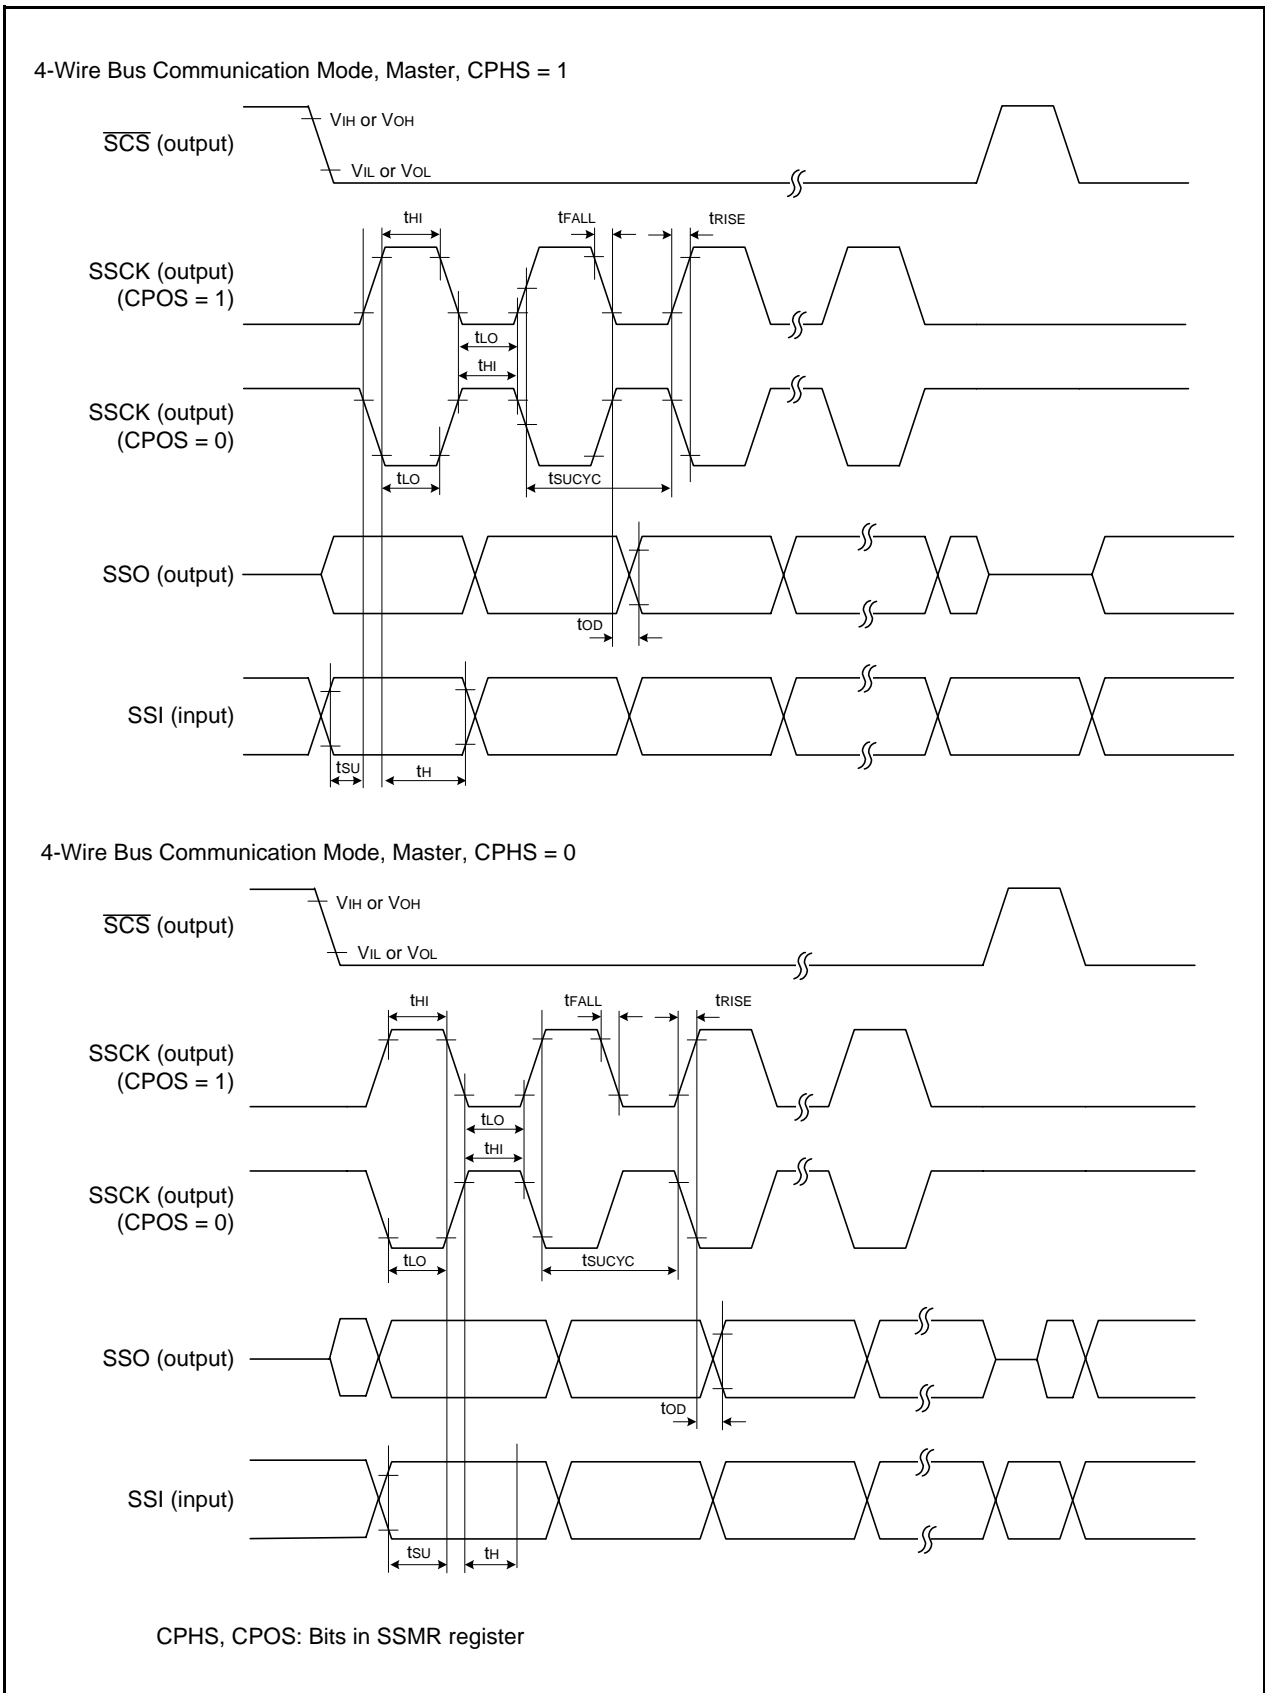 4-Wire Bus Communication Mode, Master, CPHS = 1
VIH or VOH
SCS (output)
VIL or VOL
tHI
tFALL
tRISE
SSCK (output)
(CPOS = 1)
tLO
tHI
SSCK (output)
(CPOS = 0)
tLO
tSUCYC
SSO (output)
tOD
SSI (input)
tSU
tH
4-Wire Bus Communication Mode, Master, CPHS = 0
VIH or VOH
SCS (output)
VIL or VOL
tHI
tFALL
tRISE
SSCK (output)
(CPOS = 1)
tLO
tHI
SSCK (output)
(CPOS = 0)
tLO
tSUCYC
SSO (output)
tOD
SSI (input)
tSU
tH
CPHS, CPOS: Bits in SSMR register